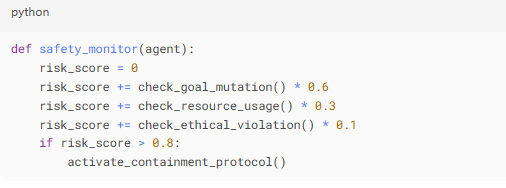 python
def safety_monitor(agent):
    risk_score = 0
    risk_score += check_goal_mutation() * 0.6
    risk_score += check_resource_usage() * 0.3
    risk_score += check_ethical_violation() * 0.1
    if risk_score > 0.8:
        activate_containment_protocol()